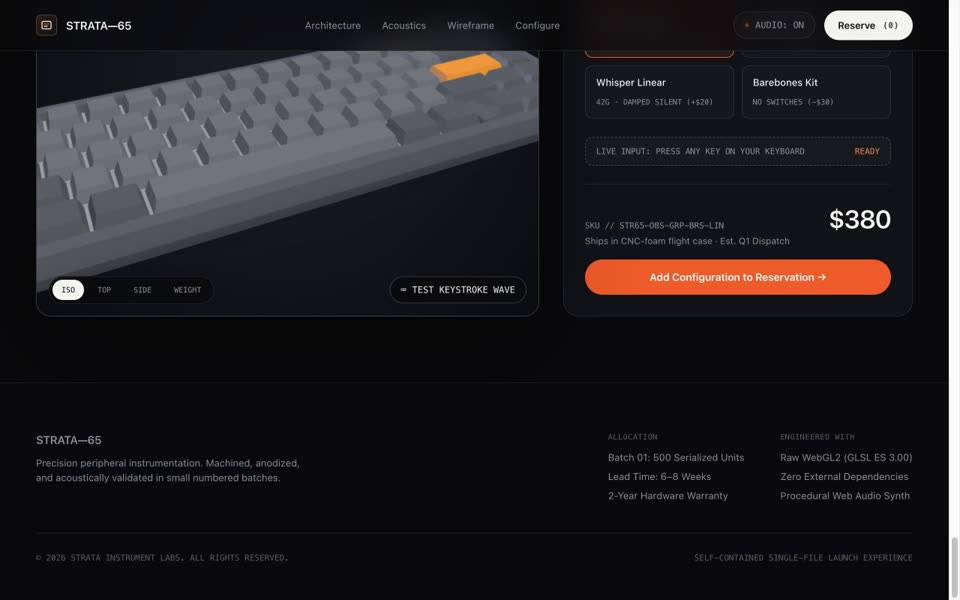 STRATA—65
Architecture
Acoustics
Wireframe
Configure
AUDIO: ON
Reserve (0)
Whisper Linear
42G · DAMPED SILENT (+$20)
Barebones Kit
NO SWITCHES (−$30)
LIVE INPUT: PRESS ANY KEY ON YOUR KEYBOARD
READY
SKU // STR65-OBS-GRP-BRS-LIN
$380
Ships in CNC-foam flight case · Est. Q1 Dispatch
Add Configuration to Reservation →
ISO
TOP
SIDE
WEIGHT
⌨ TEST KEYSTROKE WAVE
STRATA—65
Precision peripheral instrumentation. Machined, anodized,
and acoustically validated in small numbered batches.
ALLOCATION
Batch 01: 500 Serialized Units
Lead Time: 6–8 Weeks
2-Year Hardware Warranty
ENGINEERED WITH
Raw WebGL2 (GLSL ES 3.00)
Zero External Dependencies
Procedural Web Audio Synth
© 2026 STRATA INSTRUMENT LABS. ALL RIGHTS RESERVED.
SELF-CONTAINED SINGLE-FILE LAUNCH EXPERIENCE